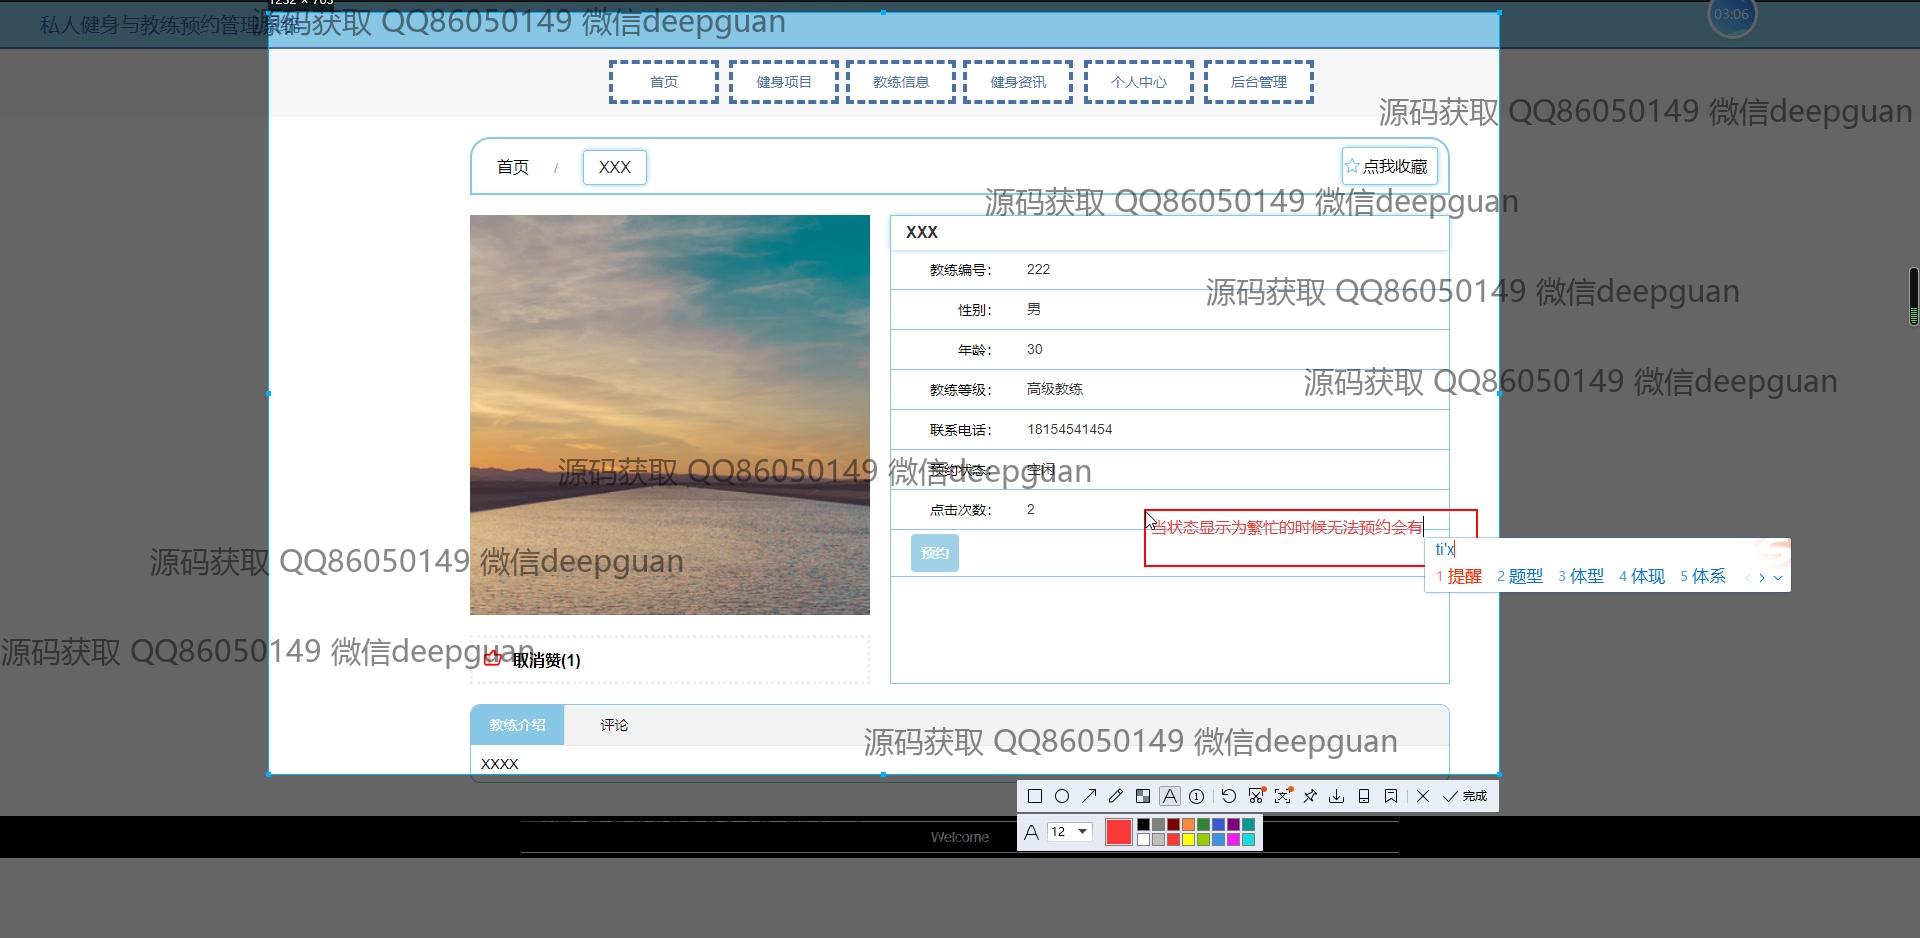 1232 × 763
私人健身与教练预约管理系统
源码获取 QQ86050149 微信deepguan
03:06
首页
健身项目
教练信息
健身资讯
个人中心
后台管理
源码获取 QQ86050149 微信deepguan
首页 / XXX
点我收藏
源码获取 QQ86050149 微信deepguan
XXX
教练编号： 222
源码获取 QQ86050149 微信deepguan
性别： 男
年龄： 30
源码获取 QQ86050149 微信deepguan
教练等级： 高级教练
联系电话： 18154541454
预约状态： 空闲
源码获取 QQ86050149 微信deepguan
点击次数： 2
当状态显示为繁忙的时候无法预约会有
预约
ti'x
1 提醒 2 题型 3 体型 4 体现 5 体系
源码获取 QQ86050149 微信deepguan
源码获取 QQ86050149 微信deepguan
取消赞(1)
教练介绍
评论
源码获取 QQ86050149 微信deepguan
XXXX
完成
Welcome
A 12